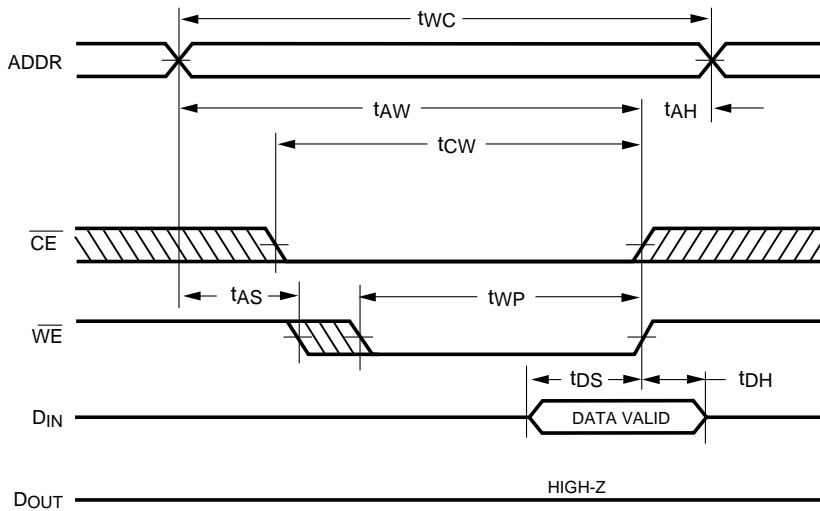 tWC
ADDR
tAW
tAH
tCW
CE
tAS
tWP
WE
tDS
tDH
DIN
DATA VALID
HIGH-Z
DOUT